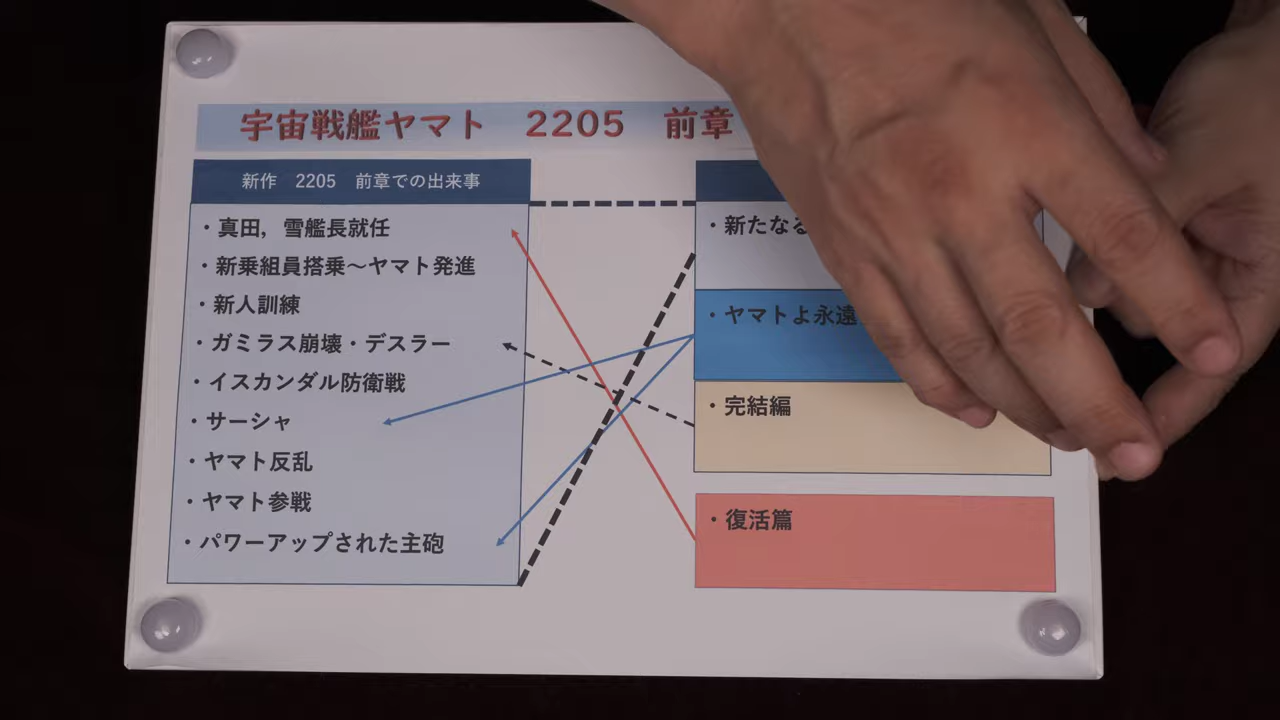 宇宙戦艦ヤマト 2205 前章
新作 2205 前章での出来事
・真田，雪艦長就任
・新乗組員搭乗～ヤマト発進
・新人訓練
・ガミラス崩壊・デスラー
・イスカンダル防衛戦
・サーシャ
・ヤマト反乱
・ヤマト参戦
・パワーアップされた主砲
・新たなる
・ヤマトよ永遠
・完結編
・復活篇